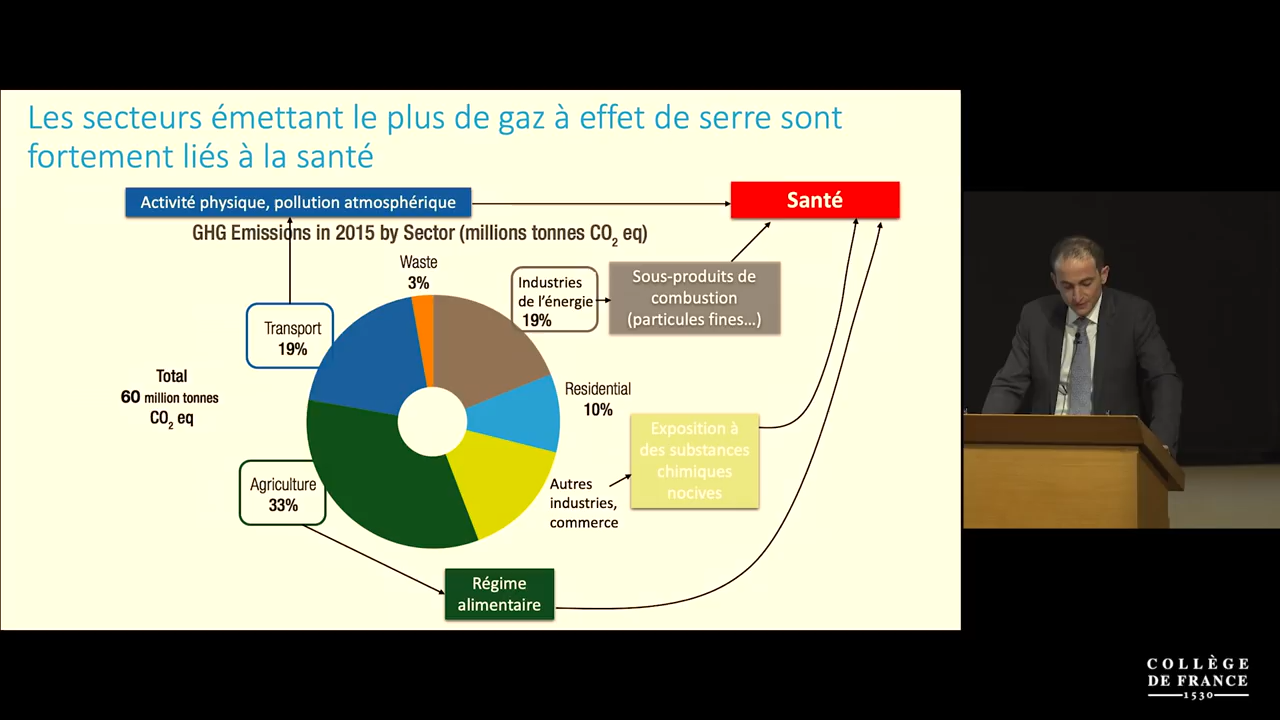 Les secteurs émettant le plus de gaz à effet de serre sont
fortement liés à la santé
Activité physique, pollution atmosphérique
Santé
GHG Emissions in 2015 by Sector (millions tonnes CO₂ eq)
Waste
3%
Industries
de l'énergie
19%
Sous-produits de
combustion
(particules fines...)
Transport
19%
Total
60 million tonnes
CO₂ eq
Residential
10%
Exposition à
des substances
chimiques
nocives
Agriculture
33%
Autres
industries,
commerce
Régime
alimentaire
COLLÈGE
DE FRANCE
1530